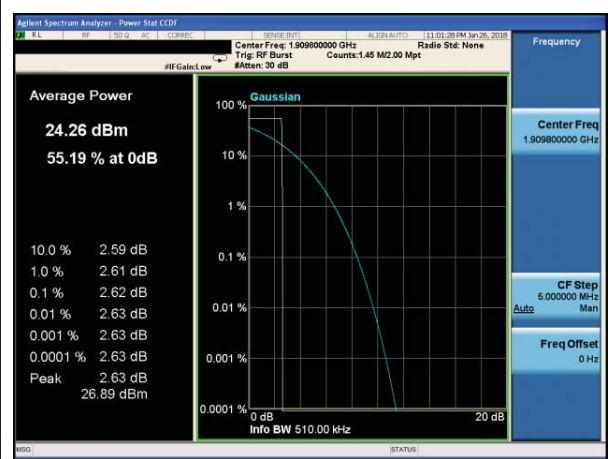 Agilent Spectrum Analyzer - Power Stat CCDF
RL RF 50 Ω AC CORREC SENSE:INT ALIGN AUTO 11:01:28 PM Jan 26, 2018
Center Freq: 1.909800000 GHz Radio Std: None
Trig: RF Burst Counts:1.45 M/2.00 Mpt
#IFGain:Low #Atten: 30 dB
Frequency
Average Power
24.26 dBm
55.19 % at 0dB
10.0 % 2.59 dB
1.0 % 2.61 dB
0.1 % 2.62 dB
0.01 % 2.63 dB
0.001 % 2.63 dB
0.0001 % 2.63 dB
Peak 2.63 dB
26.89 dBm
Gaussian
100 %
10 %
1 %
0.1 %
0.01 %
0.001 %
0.0001 %
0 dB 20 dB
Info BW 510.00 kHz
Center Freq
1.909800000 GHz
CF Step
5.000000 MHz
Auto Man
Freq Offset
0 Hz
MSG STATUS